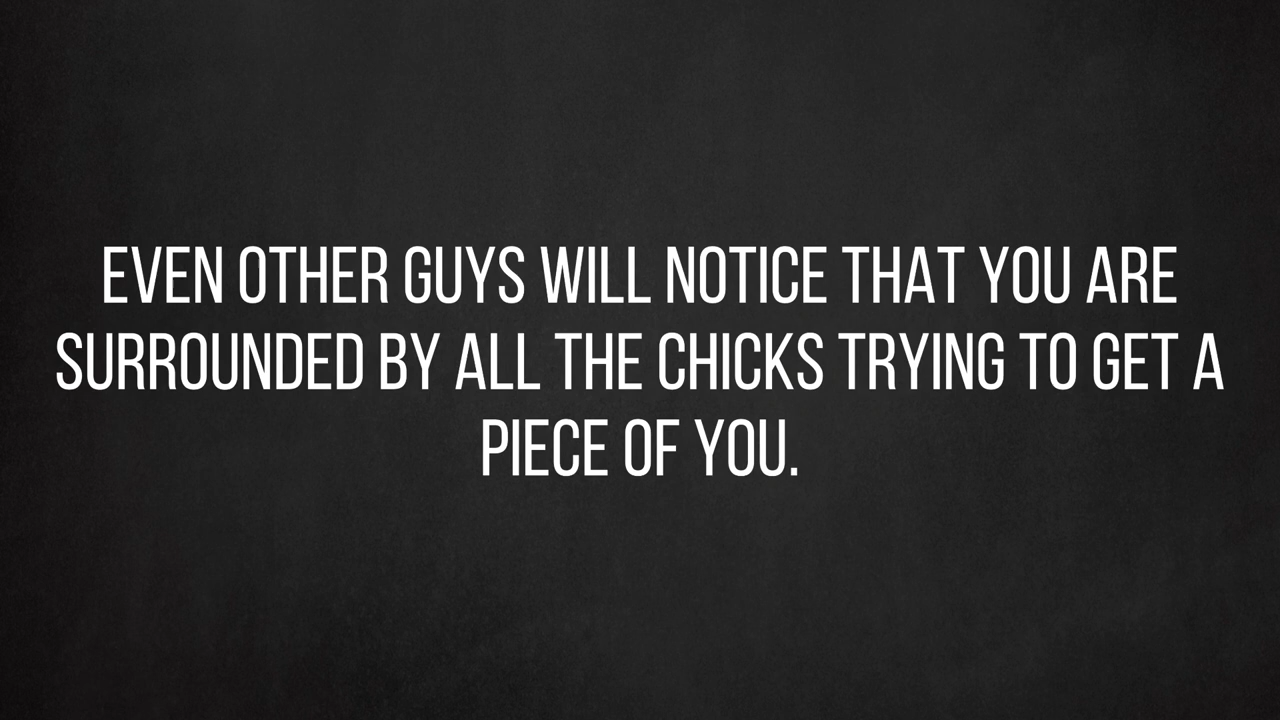 EVEN OTHER GUYS WILL NOTICE THAT YOU ARE
SURROUNDED BY ALL THE CHICKS TRYING TO GET A
PIECE OF YOU.